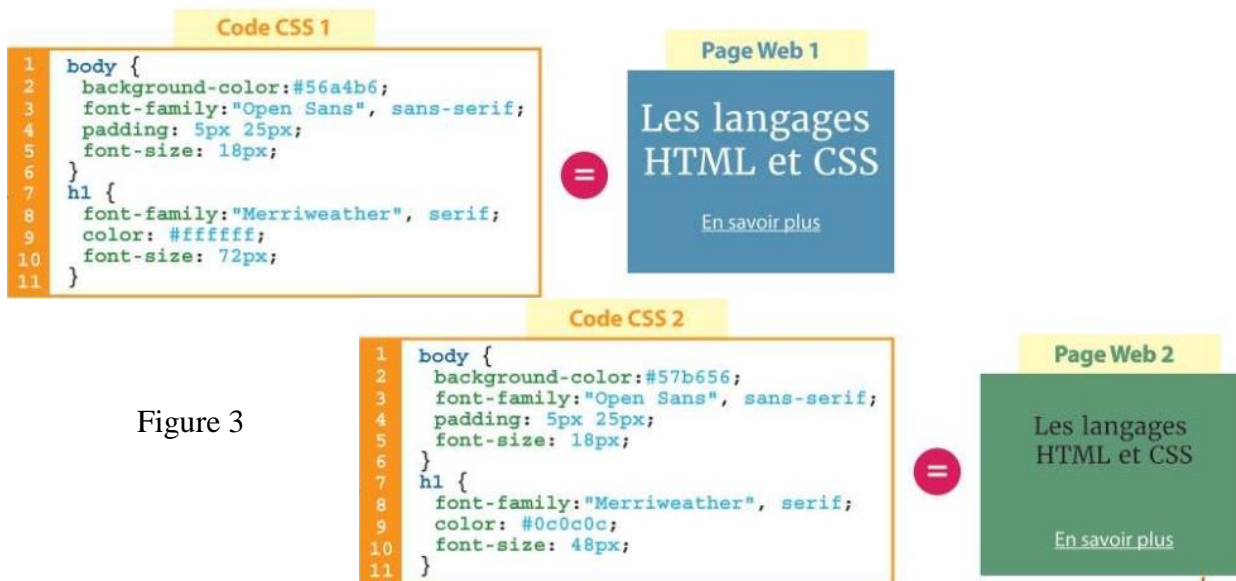 Code CSS 1
1 body {
2 background-color:#56a4b6;
3 font-family:"Open Sans", sans-serif;
4 padding: 5px 25px;
5 font-size: 18px;
6 }
7 h1 {
8 font-family:"Merriweather", serif;
9 color: #ffffff;
10 font-size: 72px;
11 }
=
Page Web 1
Les langages
HTML et CSS
En savoir plus
Figure 3
Code CSS 2
1 body {
2 background-color:#57b656;
3 font-family:"Open Sans", sans-serif;
4 padding: 5px 25px;
5 font-size: 18px;
6 }
7 h1 {
8 font-family:"Merriweather", serif;
9 color: #0c0c0c;
10 font-size: 48px;
11 }
=
Page Web 2
Les langages
HTML et CSS
En savoir plus